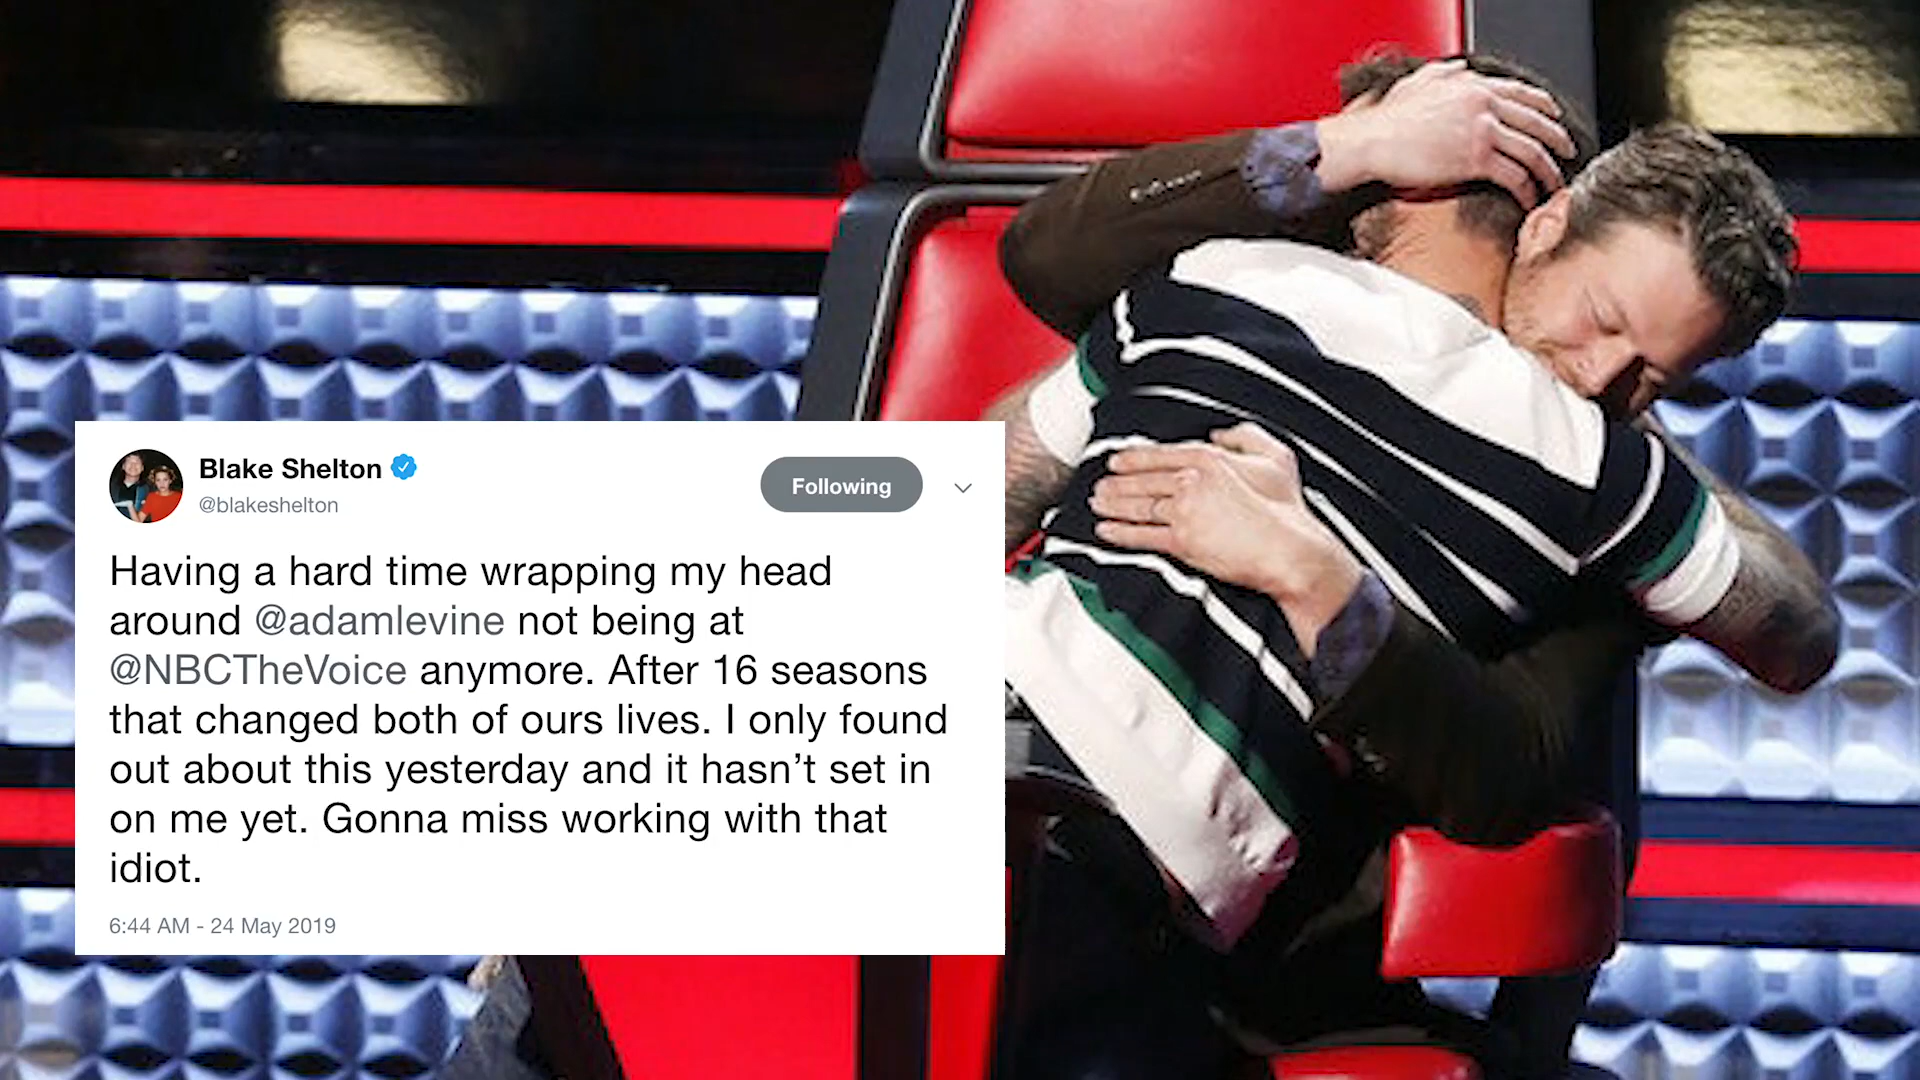 Blake Shelton
@blakeshelton
Following
Having a hard time wrapping my head
around @adamlevine not being at
@NBCTheVoice anymore. After 16 seasons
that changed both of ours lives. I only found
out about this yesterday and it hasn’t set in
on me yet. Gonna miss working with that
idiot.
6:44 AM - 24 May 2019